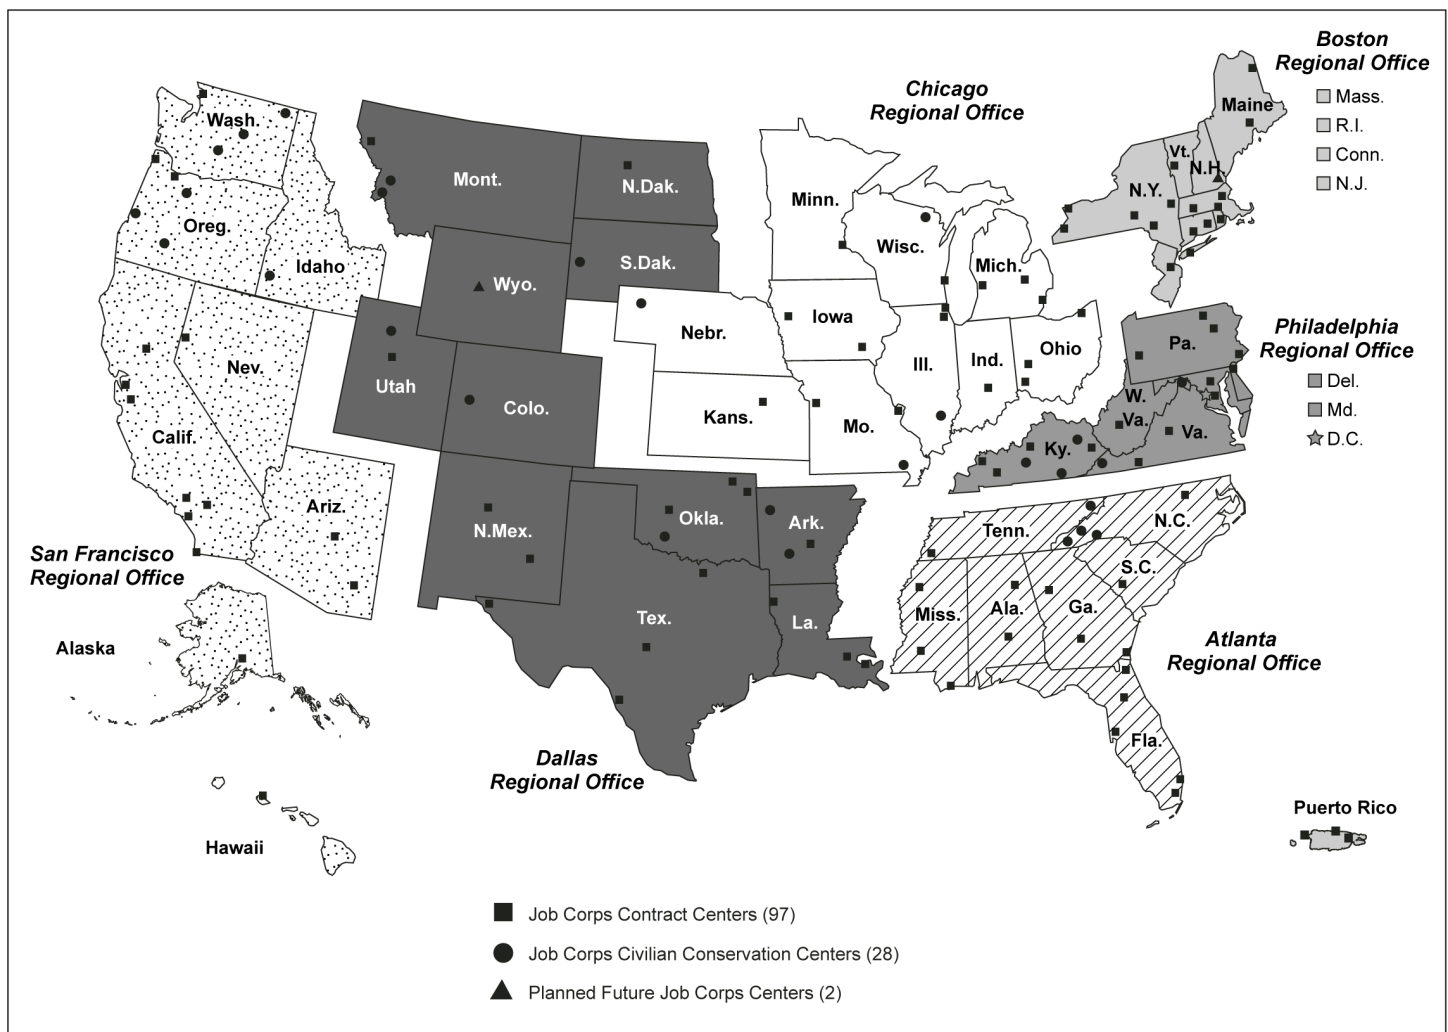 Boston
Regional Office
Mass.
R.I.
Conn.
N.J.
Chicago
Regional Office
Maine
Vt.
N.H.
N.Y.
Wash.
Mont.
N.Dak.
Minn.
Oreg.
Idaho
Wyo.
S.Dak.
Wisc.
Mich.
Nebr.
Iowa
Philadelphia
Regional Office
Del.
Md.
D.C.
Pa.
Nev.
Utah
Colo.
Ill.
Ind.
Ohio
W.
Va.
Va.
Calif.
Kans.
Mo.
Ky.
Ariz.
N.Mex.
Okla.
Ark.
Tenn.
N.C.
S.C.
San Francisco
Regional Office
Tex.
La.
Miss.
Ala.
Ga.
Atlanta
Regional Office
Alaska
Fla.
Dallas
Regional Office
Hawaii
Puerto Rico
Job Corps Contract Centers (97)
Job Corps Civilian Conservation Centers (28)
Planned Future Job Corps Centers (2)